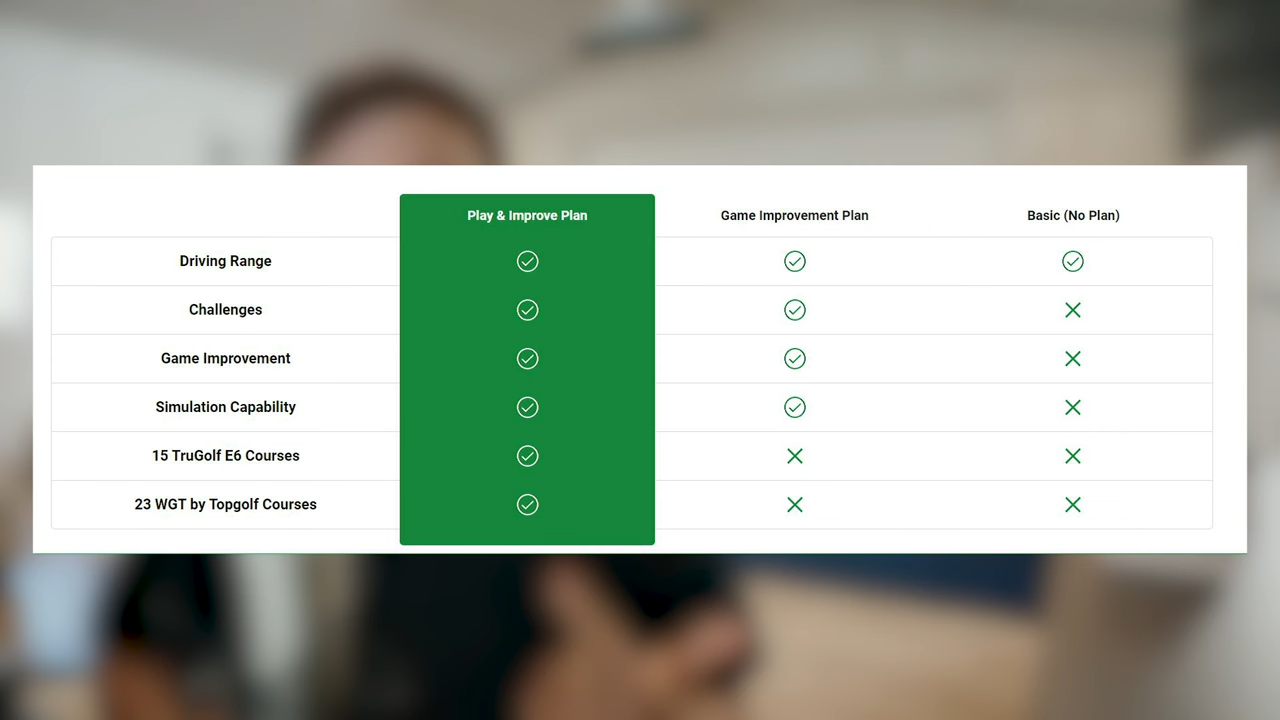 Play & Improve Plan Game Improvement Plan Basic (No Plan)
Driving Range
Challenges
Game Improvement
Simulation Capability
15 TruGolf E6 Courses
23 WGT by Topgolf Courses